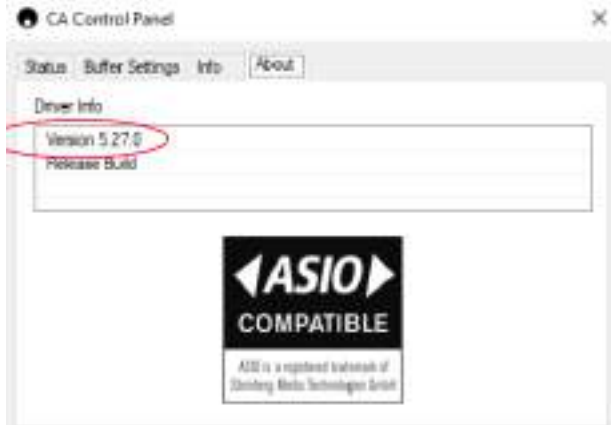 CA Control Panel
Status Buffer Settings Info About
Driver Info
Version 5.27.0
Release Build
ASIO
COMPATIBLE
ASIO is a registered trademark of
Steinberg Media Technologies GmbH